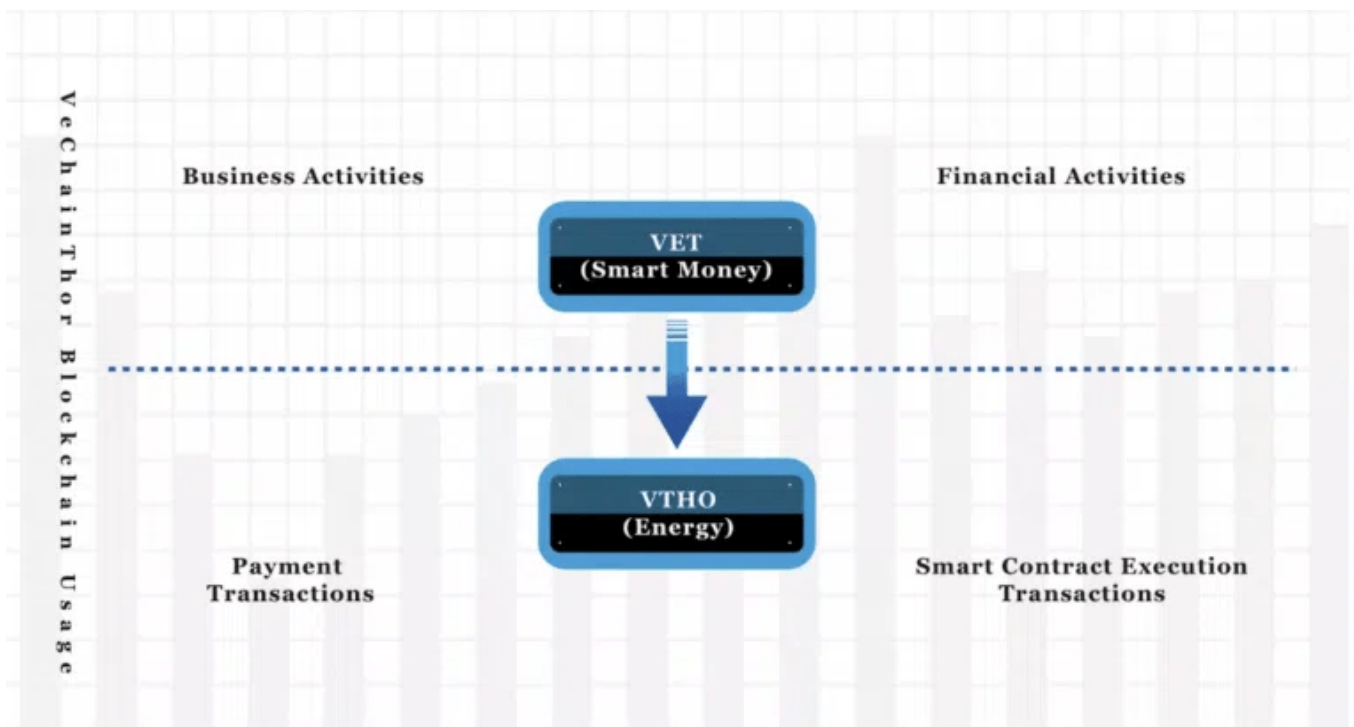 VeChainThor Blockchain Usage
Business Activities
Financial Activities
VET
(Smart Money)
VTHO
(Energy)
Payment
Transactions
Smart Contract Execution
Transactions